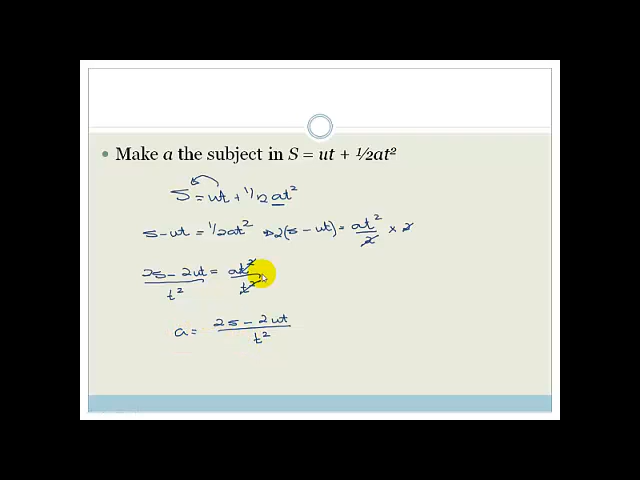 • Make a the subject in S = ut + ½at²
S = ut + 1/2 at²
s - ut = 1/2at² ⇒ 2(s - ut) = at²/2 × 2
2s - 2ut / t² = at² / t²
a = 2s - 2ut / t²